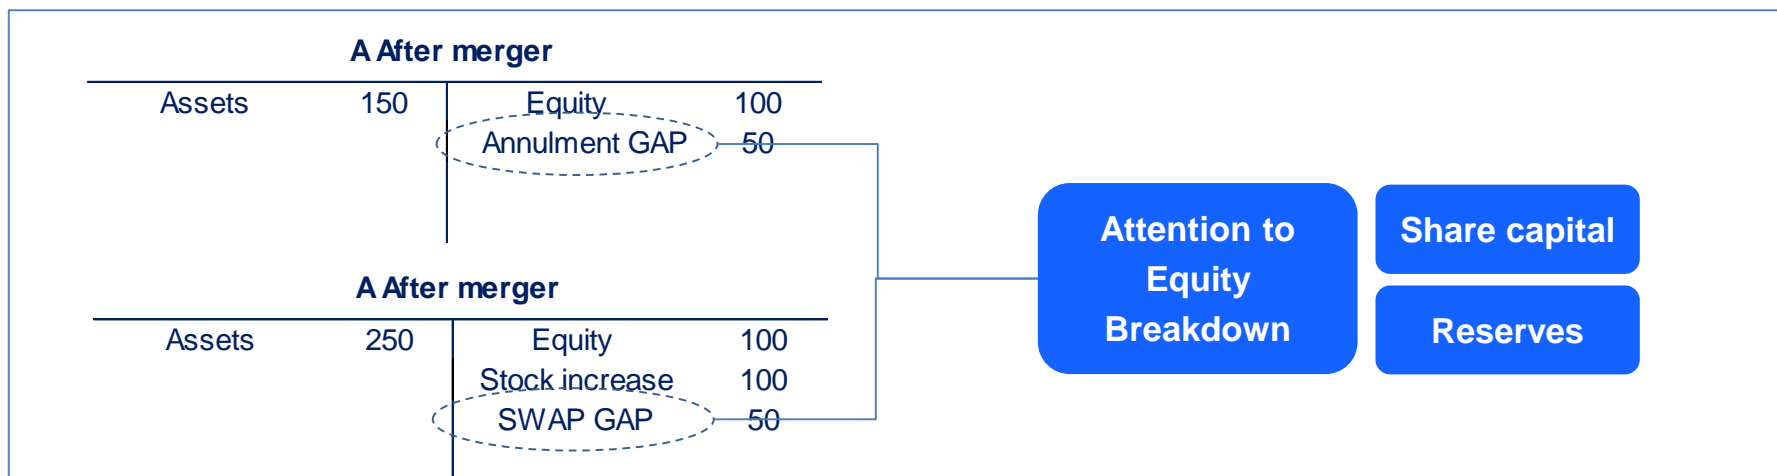 A After merger
Assets 150 Equity 100
Annulment GAP 50
A After merger
Assets 250 Equity 100
Stock increase 100
SWAP GAP 50
Attention to
Equity
Breakdown
Share capital
Reserves